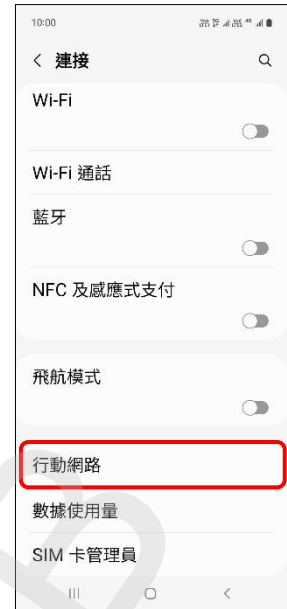 10:00
連接
Wi-Fi
Wi-Fi 通話
藍牙
NFC 及感應式支付
飛航模式
行動網路
數據使用量
SIM 卡管理員